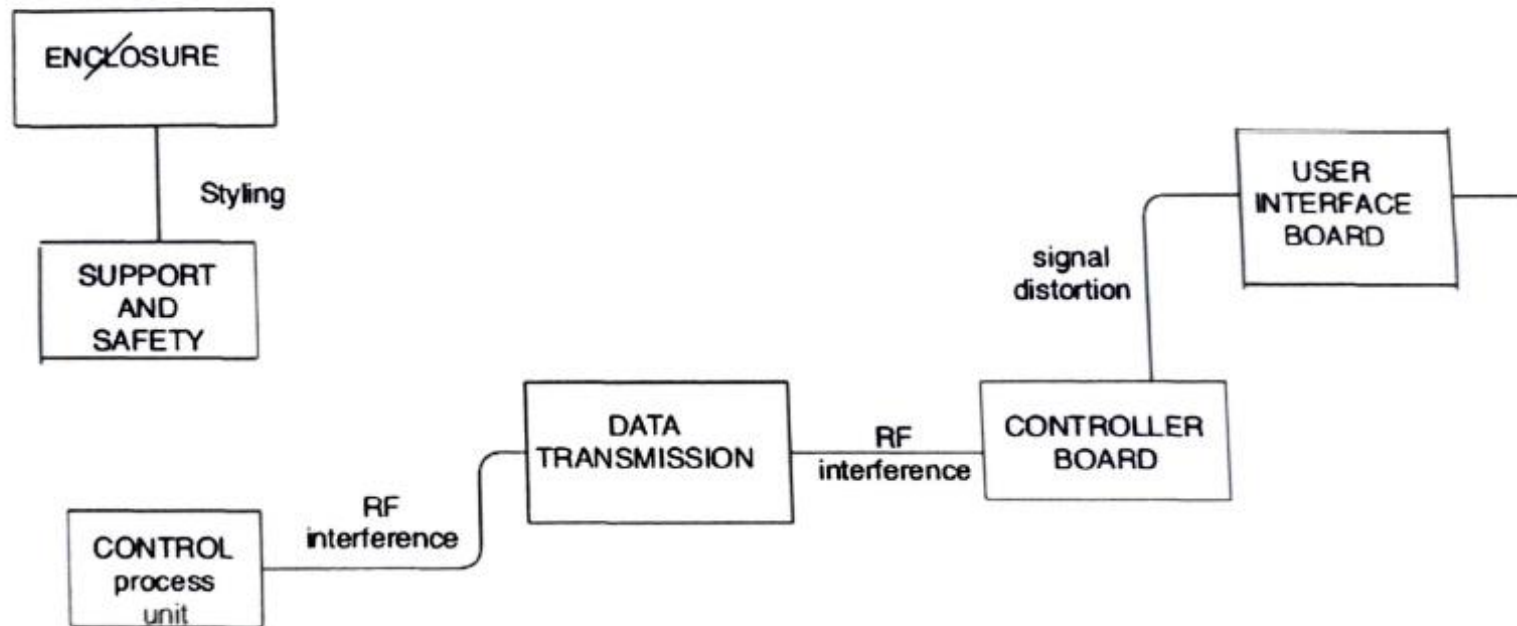 ENCLOSURE
Styling
SUPPORT
AND
SAFETY
USER
INTERFACE
BOARD
signal
distortion
DATA
TRANSMISSION
RF
interference
CONTROLLER
BOARD
RF
interference
CONTROL
process
unit